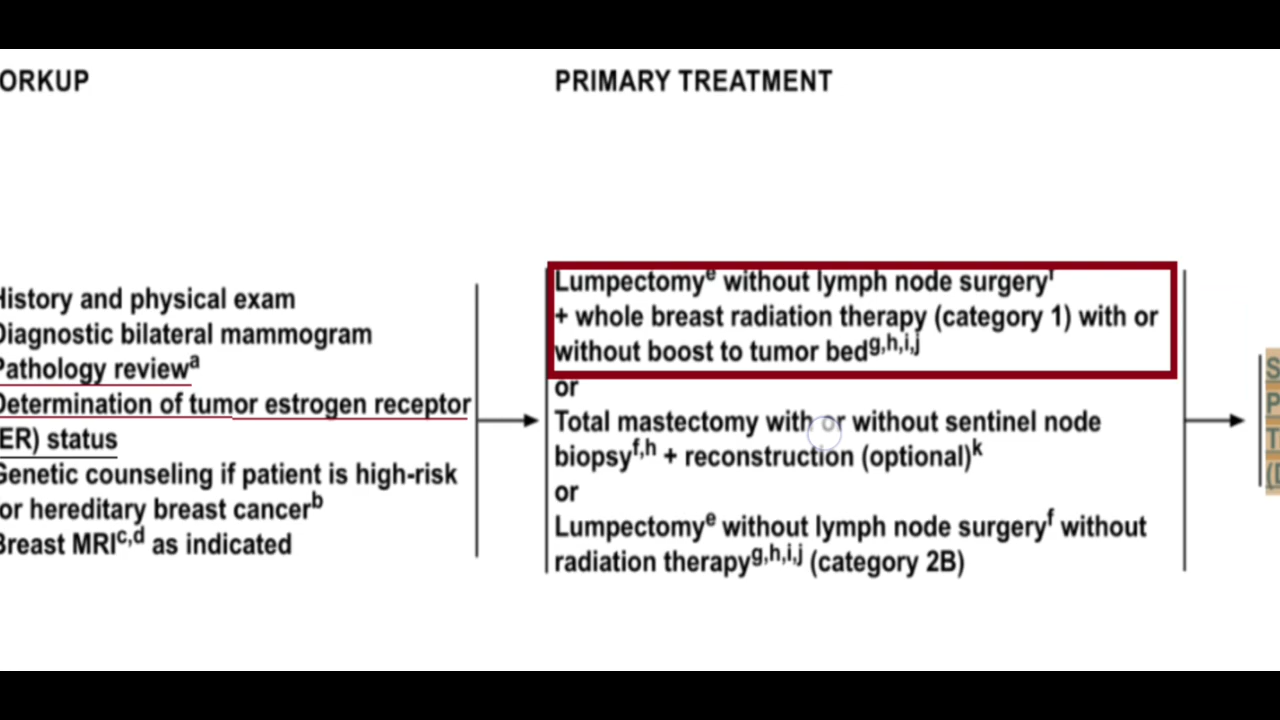 ORKUP
PRIMARY TREATMENT
History and physical exam
Diagnostic bilateral mammogram
Pathology reviewa
Determination of tumor estrogen receptor
(ER) status
Genetic counseling if patient is high-risk
for hereditary breast cancerb
Breast MRIc,d as indicated
Lumpectomye without lymph node surgeryf
+ whole breast radiation therapy (category 1) with or
without boost to tumor bedg,h,i,j
or
Total mastectomy with or without sentinel node
biopsyf,h + reconstruction (optional)k
or
Lumpectomye without lymph node surgeryf without
radiation therapyg,h,i,j (category 2B)
S
P
T